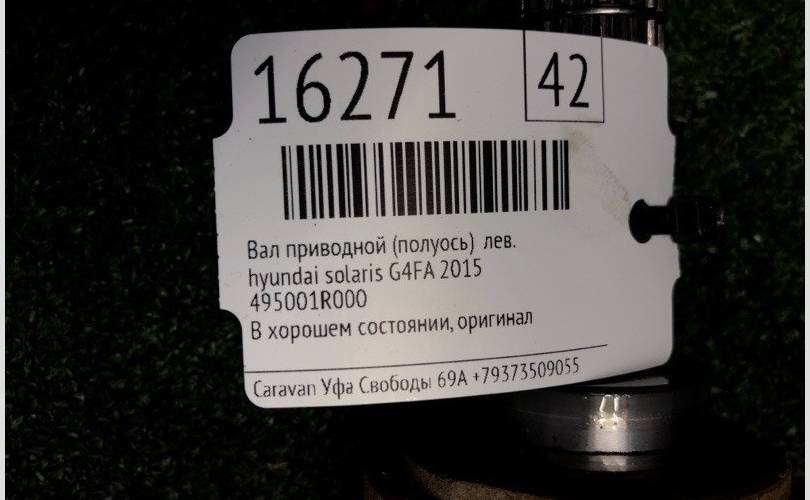 16271 42
Вал приводной (полуось) лев.
hyundai solaris G4FA 2015
495001R000
В хорошем состоянии, оригинал
Caravan Уфа Свободы 69А +79373509055